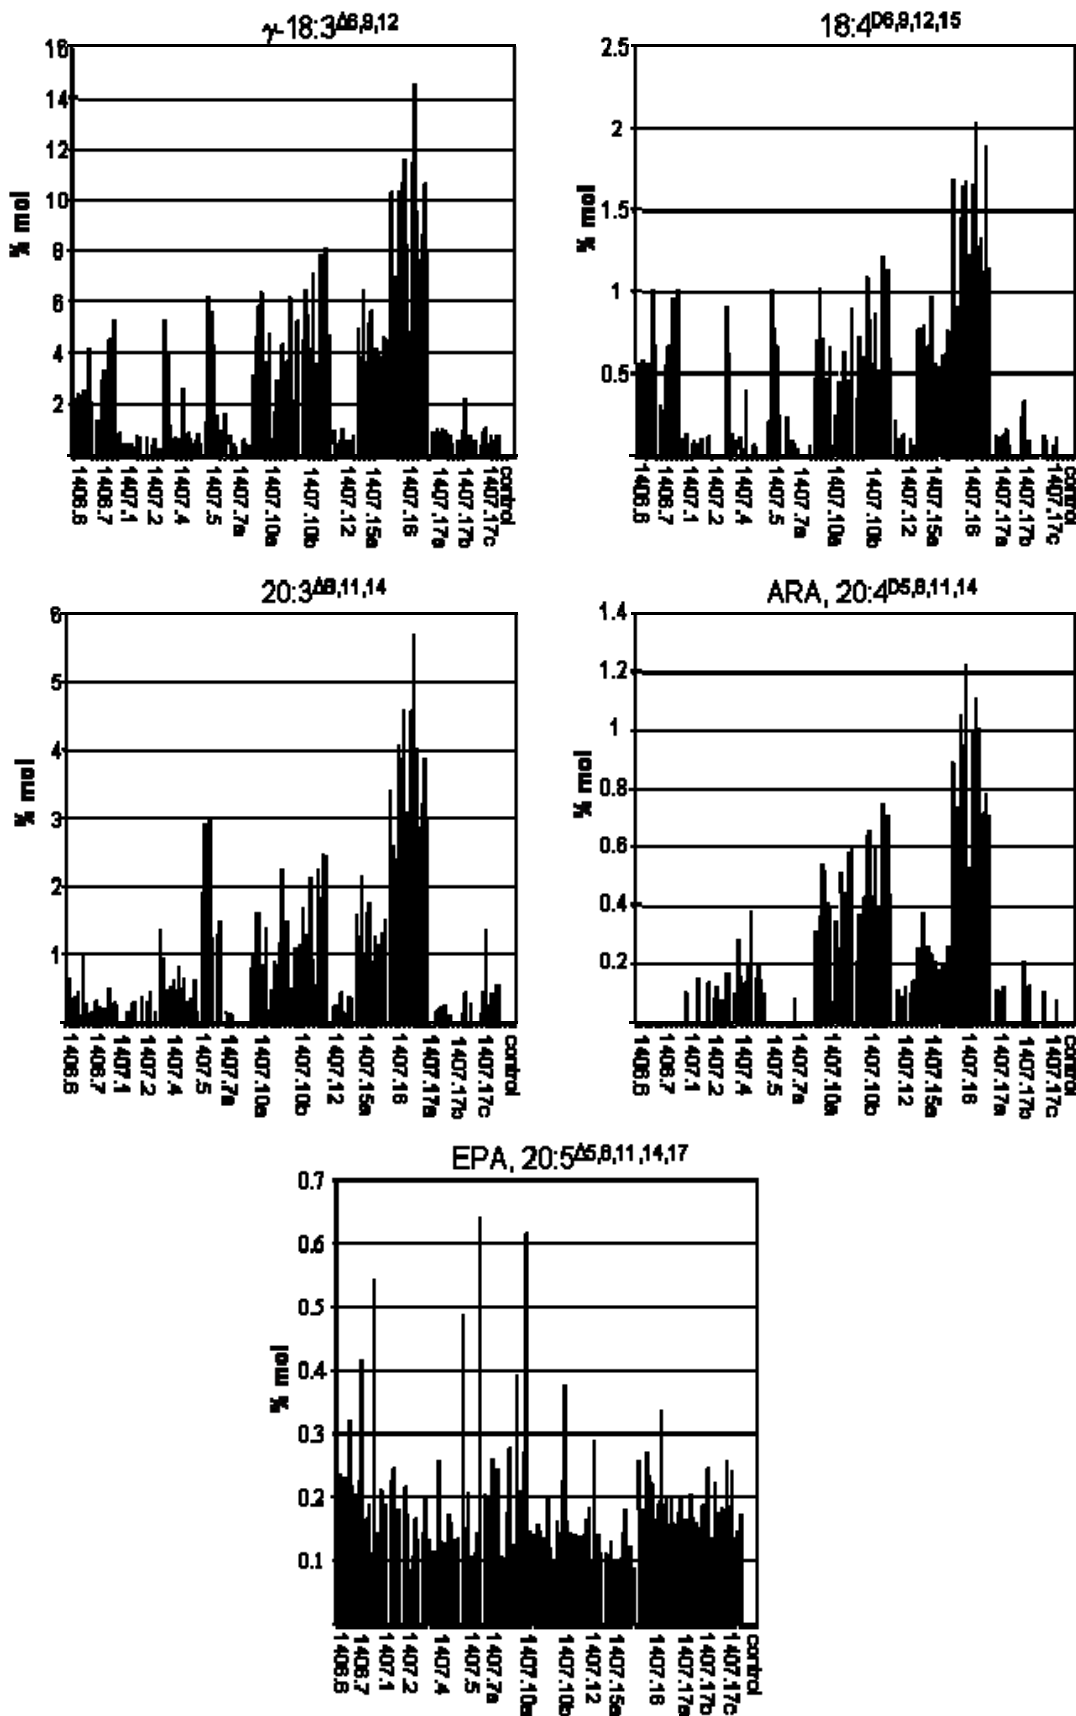 γ-18:3Δ6,9,12
16
14
12
10
8
6
4
2
% mol
1406.6
1406.7
1407.1
1407.2
1407.4
1407.5
1407.7a
1407.10a
1407.10b
1407.12
1407.15a
1407.16
1407.17a
1407.17b
1407.17c
control
18:4D6,9,12,15
2.5
2
1.5
1
0.5
% mol
1406.6
1406.7
1407.1
1407.2
1407.4
1407.5
1407.7a
1407.10a
1407.10b
1407.12
1407.15a
1407.16
1407.17a
1407.17b
1407.17c
control
20:3Δ8,11,14
6
5
4
3
2
1
% mol
1406.6
1406.7
1407.1
1407.2
1407.4
1407.5
1407.7a
1407.10a
1407.10b
1407.12
1407.15a
1407.16
1407.17a
1407.17b
1407.17c
control
ARA, 20:4D5,8,11,14
1.4
1.2
1
0.8
0.6
0.4
0.2
% mol
1406.6
1406.7
1407.1
1407.2
1407.4
1407.5
1407.7a
1407.10a
1407.10b
1407.12
1407.15a
1407.16
1407.17a
1407.17b
1407.17c
control
EPA, 20:5Δ5,8,11,14,17
0.7
0.6
0.5
0.4
0.3
0.2
0.1
% mol
1406.6
1406.7
1407.1
1407.2
1407.4
1407.5
1407.7a
1407.10a
1407.10b
1407.12
1407.15a
1407.16
1407.17a
1407.17b
1407.17c
control